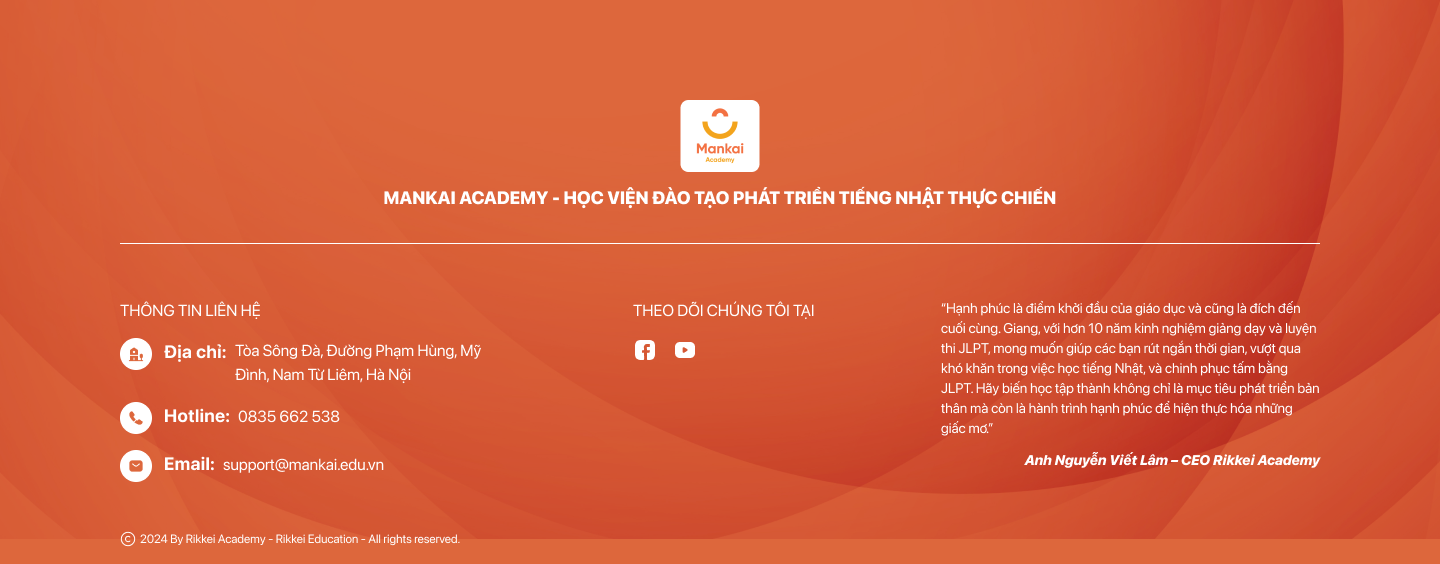 Mankai
Academy
MANKAI ACADEMY - HỌC VIỆN ĐÀO TẠO PHÁT TRIỂN TIẾNG NHẬT THỰC CHIẾN
THÔNG TIN LIÊN HỆ
Địa chỉ: Tòa Sông Đà, Đường Phạm Hùng, Mỹ
Đình, Nam Từ Liêm, Hà Nội
Hotline: 0835 662 538
Email: support@mankai.edu.vn
THEO DÕI CHÚNG TÔI TẠI
“Hạnh phúc là điểm khởi đầu của giáo dục và cũng là đích đến
cuối cùng. Giang, với hơn 10 năm kinh nghiệm giảng dạy và luyện
thi JLPT, mong muốn giúp các bạn rút ngắn thời gian, vượt qua
khó khăn trong việc học tiếng Nhật, và chinh phục tấm bằng
JLPT. Hãy biến học tập thành không chỉ là mục tiêu phát triển bản
thân mà còn là hành trình hạnh phúc để hiện thực hóa những
giấc mơ.”
Anh Nguyễn Viết Lâm – CEO Rikkei Academy
© 2024 By Rikkei Academy - Rikkei Education - All rights reserved.